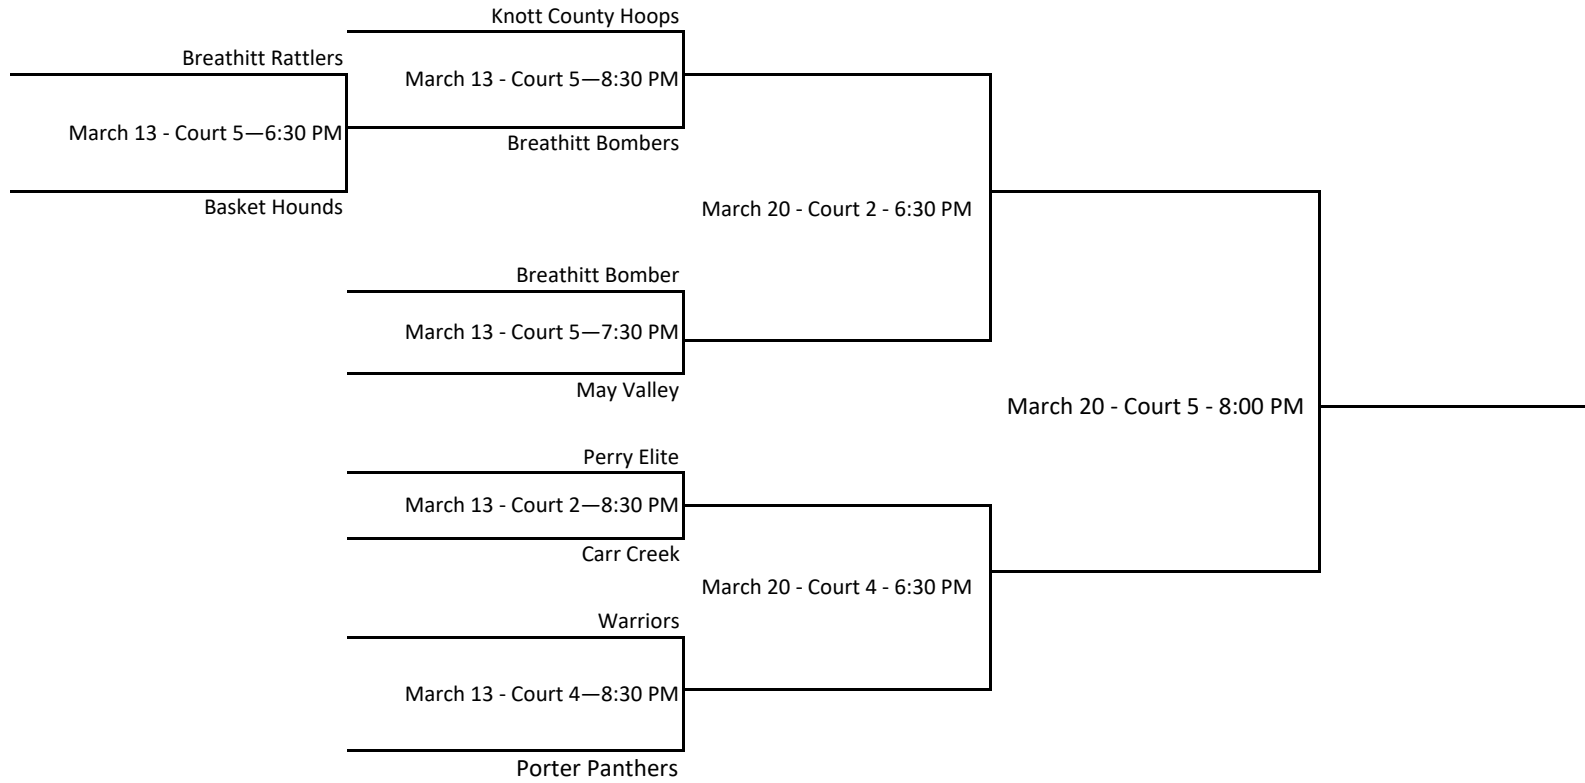 Knott County Hoops
Breathitt Rattlers
March 13 - Court 5—8:30 PM
March 13 - Court 5—6:30 PM
Breathitt Bombers
Basket Hounds
March 20 - Court 2 - 6:30 PM
Breathitt Bomber
March 13 - Court 5—7:30 PM
May Valley
March 20 - Court 5 - 8:00 PM
Perry Elite
March 13 - Court 2—8:30 PM
Carr Creek
March 20 - Court 4 - 6:30 PM
Warriors
March 13 - Court 4—8:30 PM
Porter Panthers